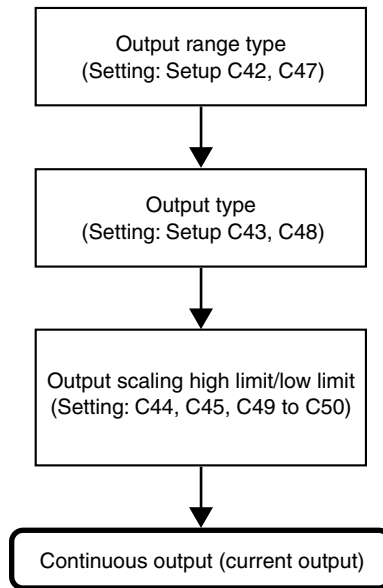 Output range type
(Setting: Setup C42, C47)
Output type
(Setting: Setup C43, C48)
Output scaling high limit/low limit
(Setting: C44, C45, C49 to C50)
Continuous output (current output)